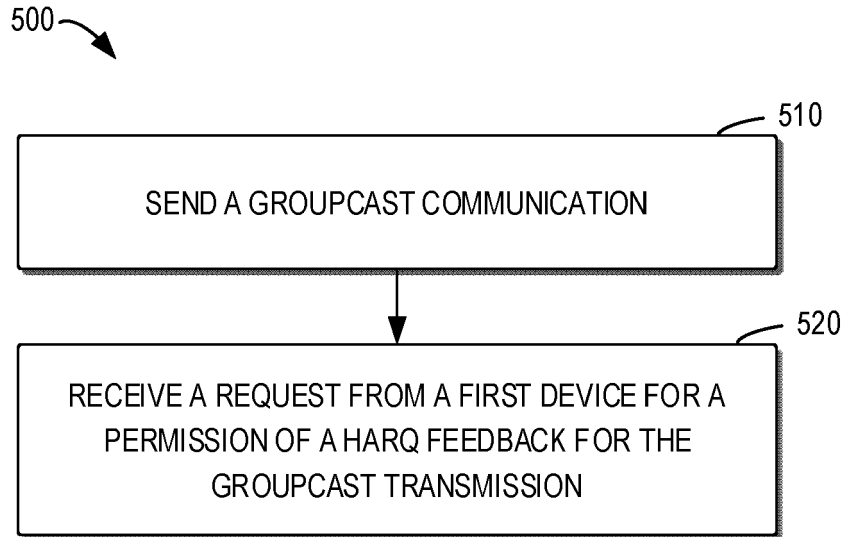 500
510
SEND A GROUPCAST COMMUNICATION
520
RECEIVE A REQUEST FROM A FIRST DEVICE FOR A
PERMISSION OF A HARQ FEEDBACK FOR THE
GROUPCAST TRANSMISSION